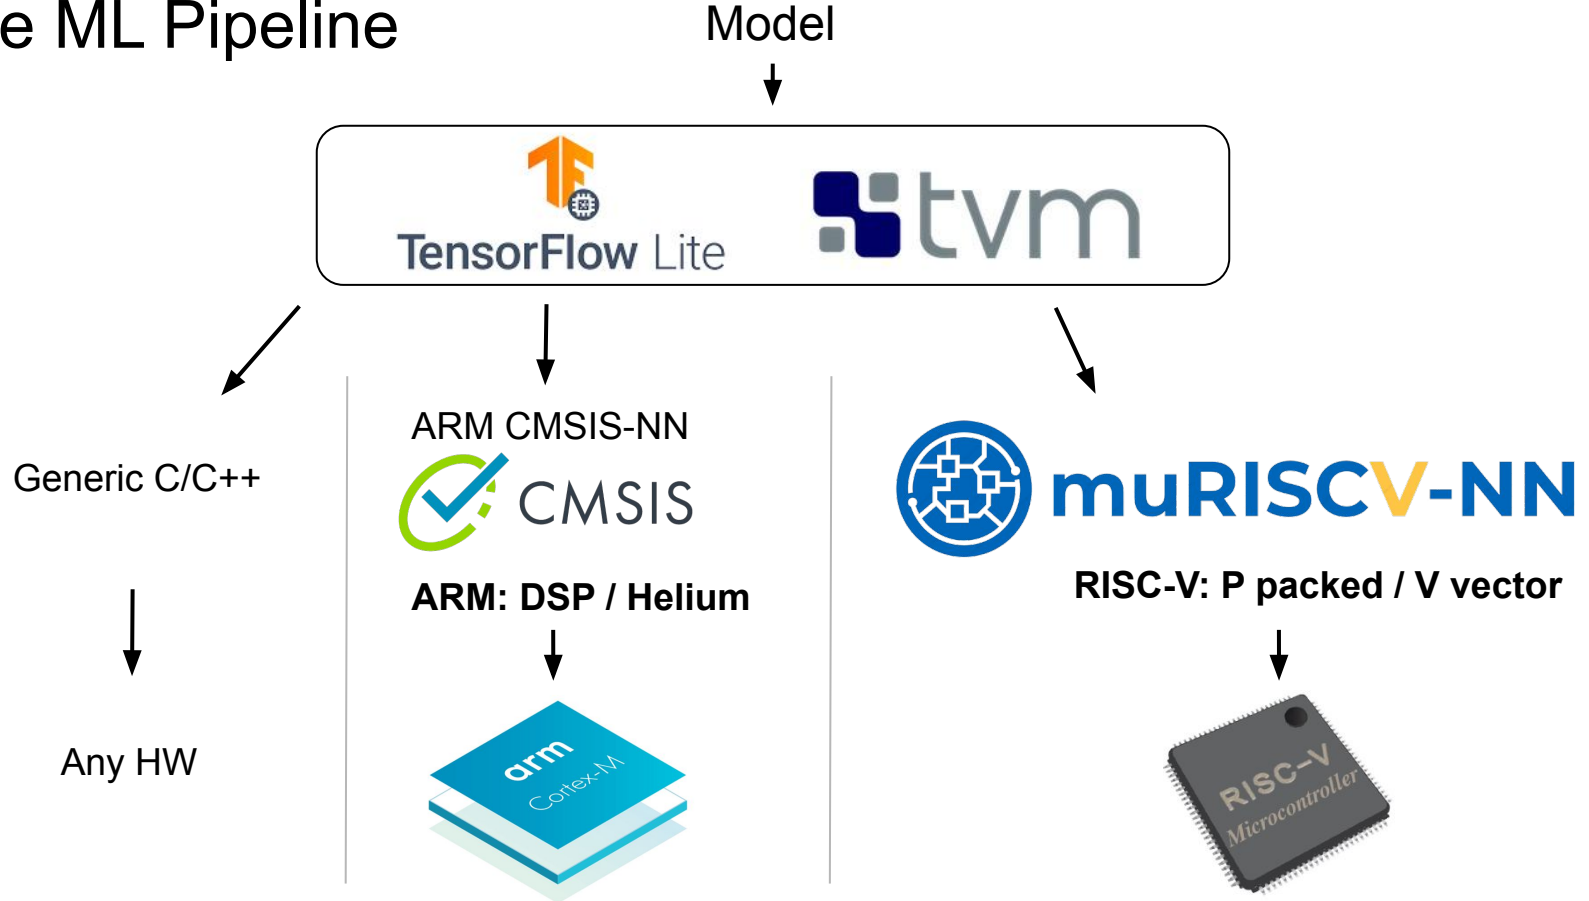 e ML Pipeline
Model
TensorFlow Lite
tvm
Generic C/C++
Any HW
ARM CMSIS-NN
CMSIS
ARM: DSP / Helium
arm
Cortex-M
muRISCV-NN
RISC-V: P packed / V vector
RISC-V
Microcontroller